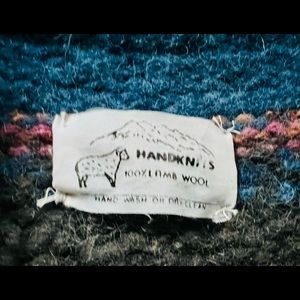 HANDKNITS
100% LAMB WOOL
HAND WASH OR DRYCLEAN